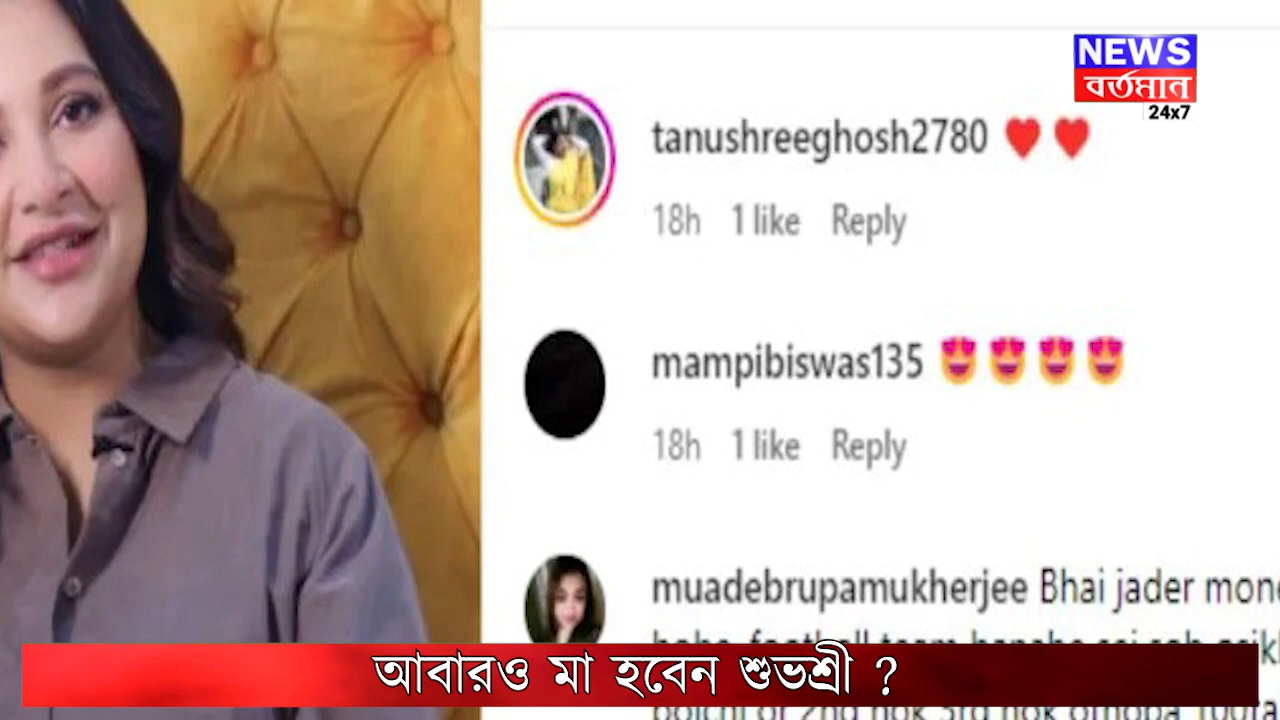 NEWS
বর্তমান
24x7
tanushreeghosh2780 ♥ ♥
18h 1 like Reply
mampibiswas135 😍 😍 😍 😍
18h 1 like Reply
muadebrupamukherjee Bhai jader mone
আবারও মা হবেন শুভশ্রী ?